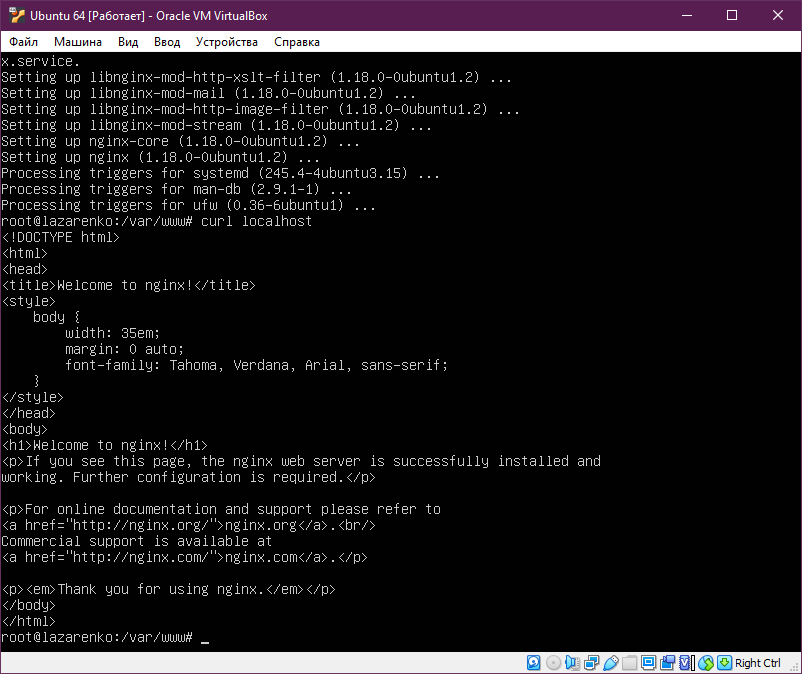 Ubuntu 64 [Работает] - Oracle VM VirtualBox
Файл Машина Вид Ввод Устройства Справка
x.service.
Setting up libnginx-mod-http-xslt-filter (1.18.0-0ubuntu1.2) ...
Setting up libnginx-mod-mail (1.18.0-0ubuntu1.2) ...
Setting up libnginx-mod-http-image-filter (1.18.0-0ubuntu1.2) ...
Setting up libnginx-mod-stream (1.18.0-0ubuntu1.2) ...
Setting up nginx-core (1.18.0-0ubuntu1.2) ...
Setting up nginx (1.18.0-0ubuntu1.2) ...
Processing triggers for systemd (245.4-4ubuntu3.15) ...
Processing triggers for man-db (2.9.1-1) ...
Processing triggers for ufw (0.36-6ubuntu1) ...
root@lazarenko:/var/www# curl localhost
<!DOCTYPE html>
<html>
<head>
<title>Welcome to nginx!</title>
<style>
    body {
        width: 35em;
        margin: 0 auto;
        font-family: Tahoma, Verdana, Arial, sans-serif;
    }
</style>
</head>
<body>
<h1>Welcome to nginx!</h1>
<p>If you see this page, the nginx web server is successfully installed and
working. Further configuration is required.</p>

<p>For online documentation and support please refer to
<a href="http://nginx.org/">nginx.org</a>.<br/>
Commercial support is available at
<a href="http://nginx.com/">nginx.com</a>.</p>

<p><em>Thank you for using nginx.</em></p>
</body>
</html>
root@lazarenko:/var/www# _
Right Ctrl